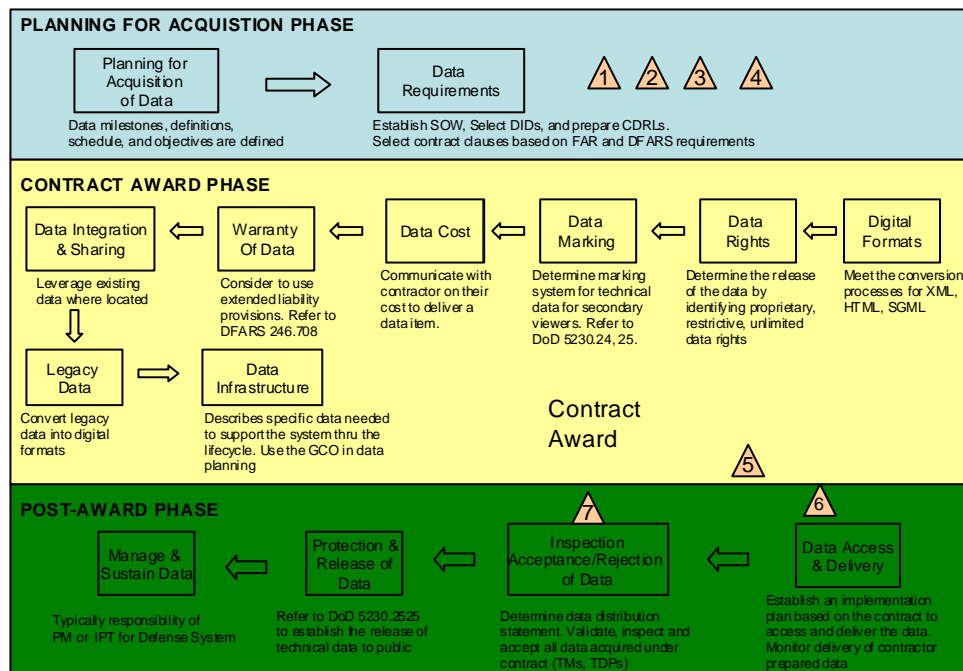 PLANNING FOR ACQUISTION PHASE
Planning for
Acquisition
of Data
Data
Requirements
1
2
3
4
Data milestones, definitions,
schedule, and objectives are defined
Establish SOW, Select DIDs, and prepare CDRLs.
Select contract clauses based on FAR and DFARS requirements
CONTRACT AWARD PHASE
Data Integration
& Sharing
Warranty
Of Data
Data Cost
Data
Marking
Data
Rights
Digital
Formats
Leverage existing
data where located
Consider to use
extended liability
provisions. Refer to
DFARS 246.708
Communicate with
contractor on their
cost to deliver a
data item.
Determine marking
system for technical
data for secondary
viewers. Refer to
DoD 5230.24, 25.
Determine the release
of the data by
identifying proprietary,
restrictive, unlimited
data rights
Meet the conversion
processes for XML,
HTML, SGML
Legacy
Data
Data
Infrastructure
Convert legacy
data into digital
formats
Describes specific data needed
to support the system thru the
lifecycle. Use the GCO in data
planning
Contract
Award
5
POST-AWARD PHASE
6
7
Manage &
Sustain Data
Protection &
Release of
Data
Inspection
Acceptance/Rejection
of Data
Data Access
& Delivery
Typically responsibility of
PM or IPT for Defense System
Refer to DoD 5230.2525
to establish the release of
technical data to public
Determine data distribution
statement. Validate, inspect and
accept all data acquired under
contract (TMs, TDPs)
Establish an implementation
plan based on the contract to
access and deliver the data.
Monitor delivery of contractor
prepared data